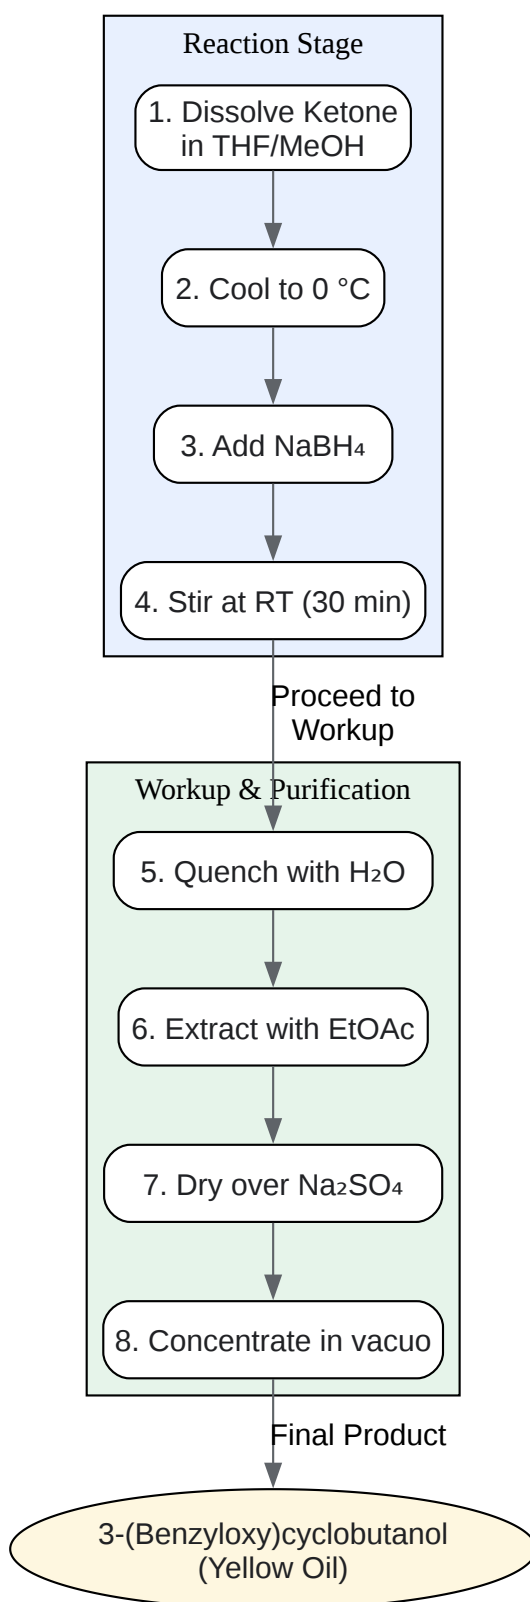 Reaction Stage
1. Dissolve Ketone
in THF/MeOH
2. Cool to 0 °C
3. Add NaBH₄
4. Stir at RT (30 min)
Proceed to
Workup
Workup & Purification
5. Quench with H₂O
6. Extract with EtOAc
7. Dry over Na₂SO₄
8. Concentrate in vacuo
Final Product
3-(Benzyloxy)cyclobutanol
(Yellow Oil)